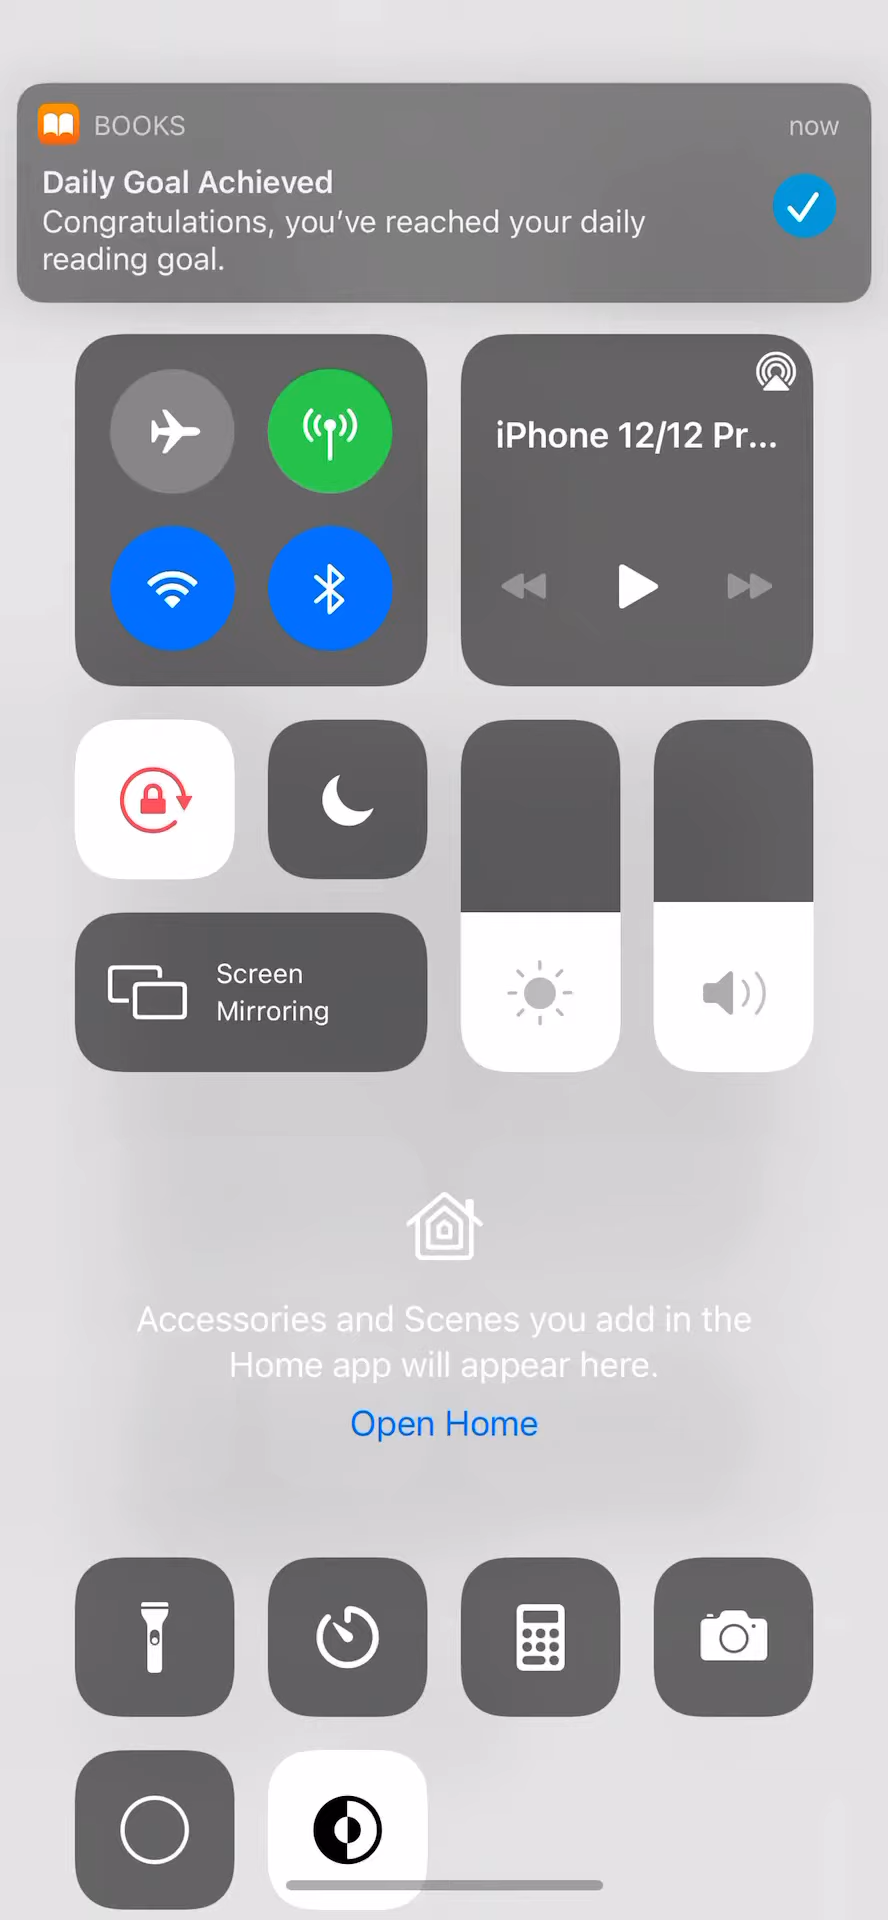 BOOKS
now
Daily Goal Achieved
Congratulations, you’ve reached your daily
reading goal.
iPhone 12/12 Pr...
Screen
Mirroring
Accessories and Scenes you add in the
Home app will appear here.
Open Home